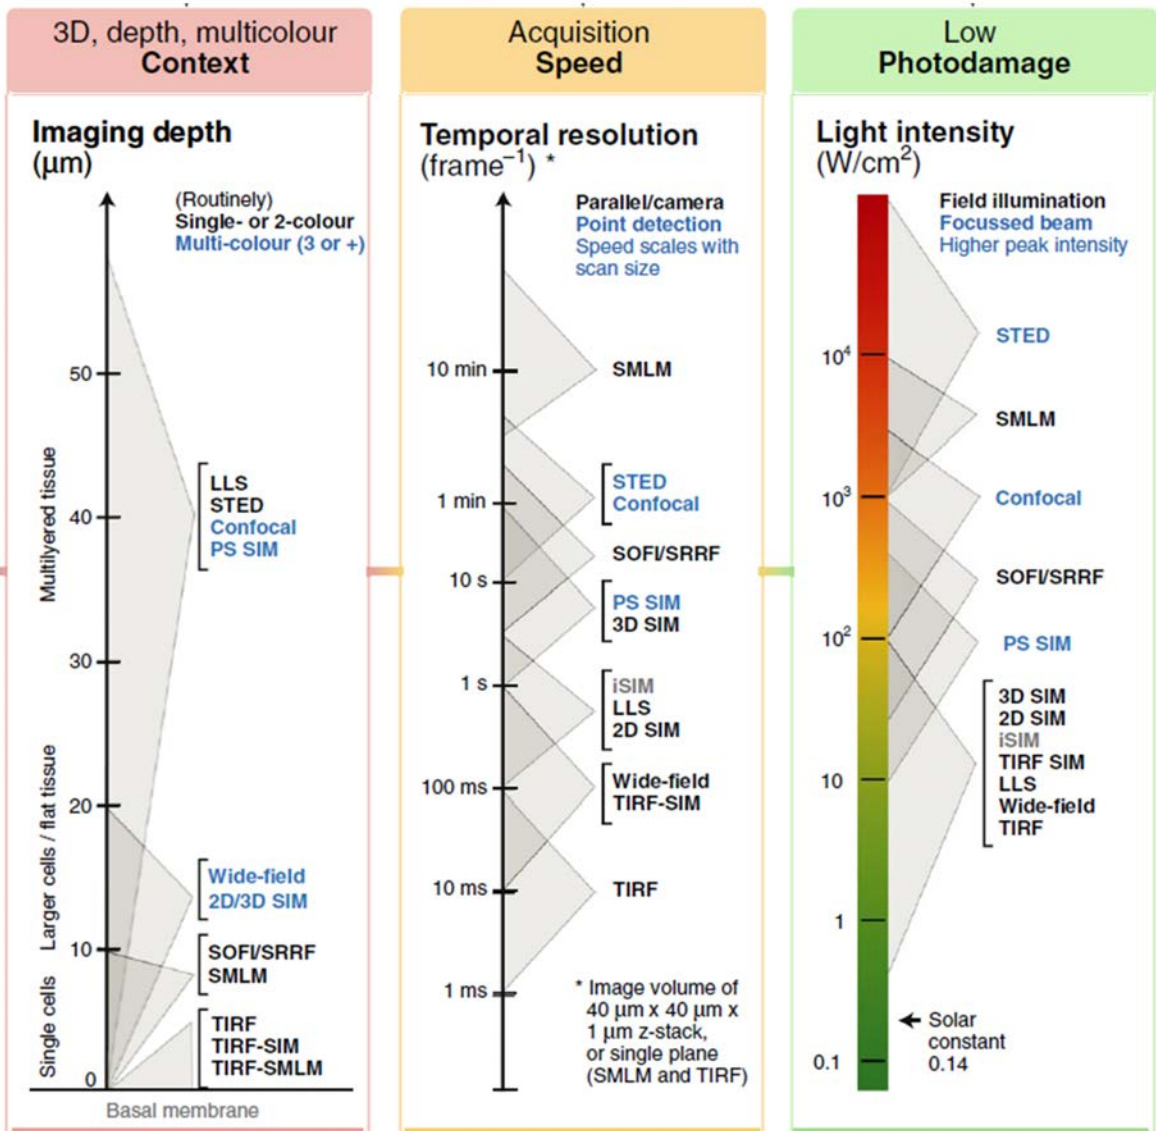 3D, depth, multicolour
Context
Imaging depth
(µm)
(Routinely)
Single- or 2-colour
Multi-colour (3 or +)
50
40
30
20
10
0
Multilyered tissue
Larger cells / flat tissue
Single cells
LLS
STED
Confocal
PS SIM
Wide-field
2D/3D SIM
SOFI/SRRF
SMLM
TIRF
TIRF-SIM
TIRF-SMLM
Basal membrane
Acquisition
Speed
Temporal resolution
(frame⁻¹) *
Parallel/camera
Point detection
Speed scales with
scan size
10 min
1 min
10 s
1 s
100 ms
10 ms
1 ms
SMLM
STED
Confocal
SOFI/SRRF
PS SIM
3D SIM
iSIM
LLS
2D SIM
Wide-field
TIRF-SIM
TIRF
* Image volume of
40 µm x 40 µm x
1 µm z-stack,
or single plane
(SMLM and TIRF)
Low
Photodamage
Light intensity
(W/cm²)
Field illumination
Focussed beam
Higher peak intensity
10⁴
10³
10²
10
1
0.1
STED
SMLM
Confocal
SOFI/SRRF
PS SIM
3D SIM
2D SIM
iSIM
TIRF SIM
LLS
Wide-field
TIRF
Solar
constant
0.14